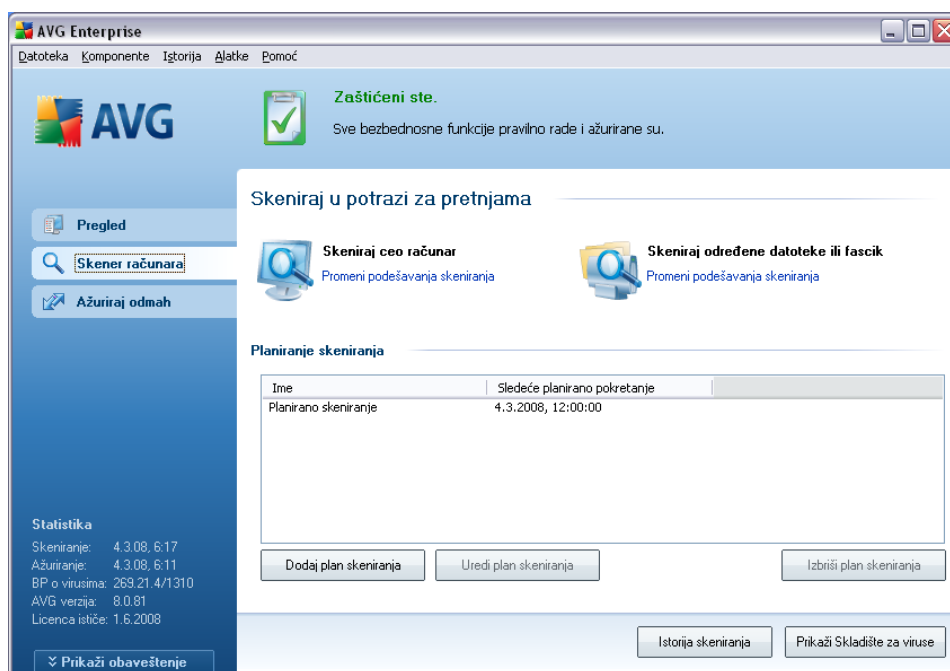 AVG Enterprise
Datoteka Komponente Istorija Alatke Pomoć
AVG
Zaštićeni ste.
Sve bezbednosne funkcije pravilno rade i ažurirane su.
Pregled
Skener računara
Ažuriraj odmah
Skeniraj u potrazi za pretnjama
Skeniraj ceo računar
Promeni podešavanja skeniranja
Skeniraj određene datoteke ili fascik
Promeni podešavanja skeniranja
Planiranje skeniranja
Ime Sledeće planirano pokretanje
Planirano skeniranje 4.3.2008, 12:00:00
Dodaj plan skeniranja Uredi plan skeniranja Izbriši plan skeniranja
Statistika
Skeniranje: 4.3.08, 6:17
Ažuriranje: 4.3.08, 6:11
BP o virusima: 269.21.4/1310
AVG verzija: 8.0.81
Licenca ističe: 1.6.2008
Prikaži obaveštenje
Istorija skeniranja Prikaži Skladište za viruse